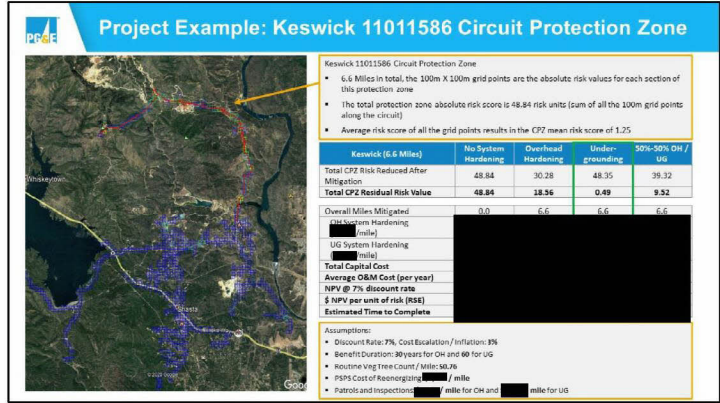 PG&E
Project Example: Keswick 11011586 Circuit Protection Zone
Keswick 11011586 Circuit Protection Zone
▪ 6.6 Miles in total, the 100m X 100m grid points are the absolute risk values for each section of
this protection zone
▪ The total protection zone absolute risk score is 48.84 risk units (sum of all the 100m grid points
along the circuit)
▪ Average risk score of all the grid points results in the CPZ mean risk score of 1.25
Keswick (6.6 Miles) No System Hardening Overhead Hardening Under-grounding 50%-50% OH / UG
Total CPZ Risk Reduced After Mitigation 48.84 30.28 48.35 39.32
Total CPZ Residual Risk Value 48.84 18.56 0.49 9.52
Overall Miles Mitigated 0.0 6.6 6.6 6.6
OH System Hardening
/mile)
UG System Hardening
( /mile)
Total Capital Cost
Average O&M Cost (per year)
NPV @ 7% discount rate
$ NPV per unit of risk (RSE)
Estimated Time to Complete
Assumptions:
▪ Discount Rate: 7%, Cost Escalation / Inflation: 3%
▪ Benefit Duration: 30 years for OH and 60 for UG
▪ Routine Veg Tree Count / Mile: 50.76
▪ PSPS Cost of Reenergizing / mile
▪ Patrols and Inspections / mile for OH and mile for UG
Whiskeytown
Shasta
Goo